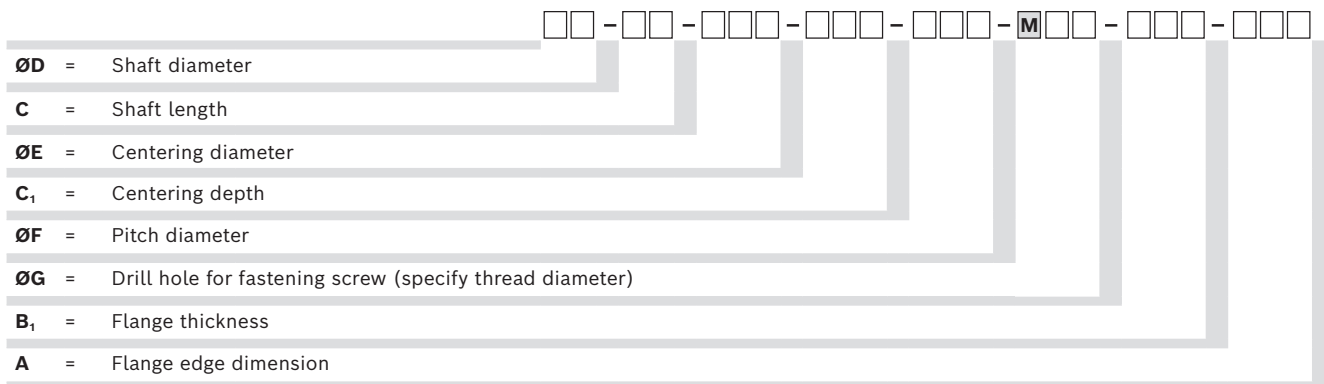 – – – – – M – –
ØD = Shaft diameter
C = Shaft length
ØE = Centering diameter
C₁ = Centering depth
ØF = Pitch diameter
ØG = Drill hole for fastening screw (specify thread diameter)
B₁ = Flange thickness
A = Flange edge dimension